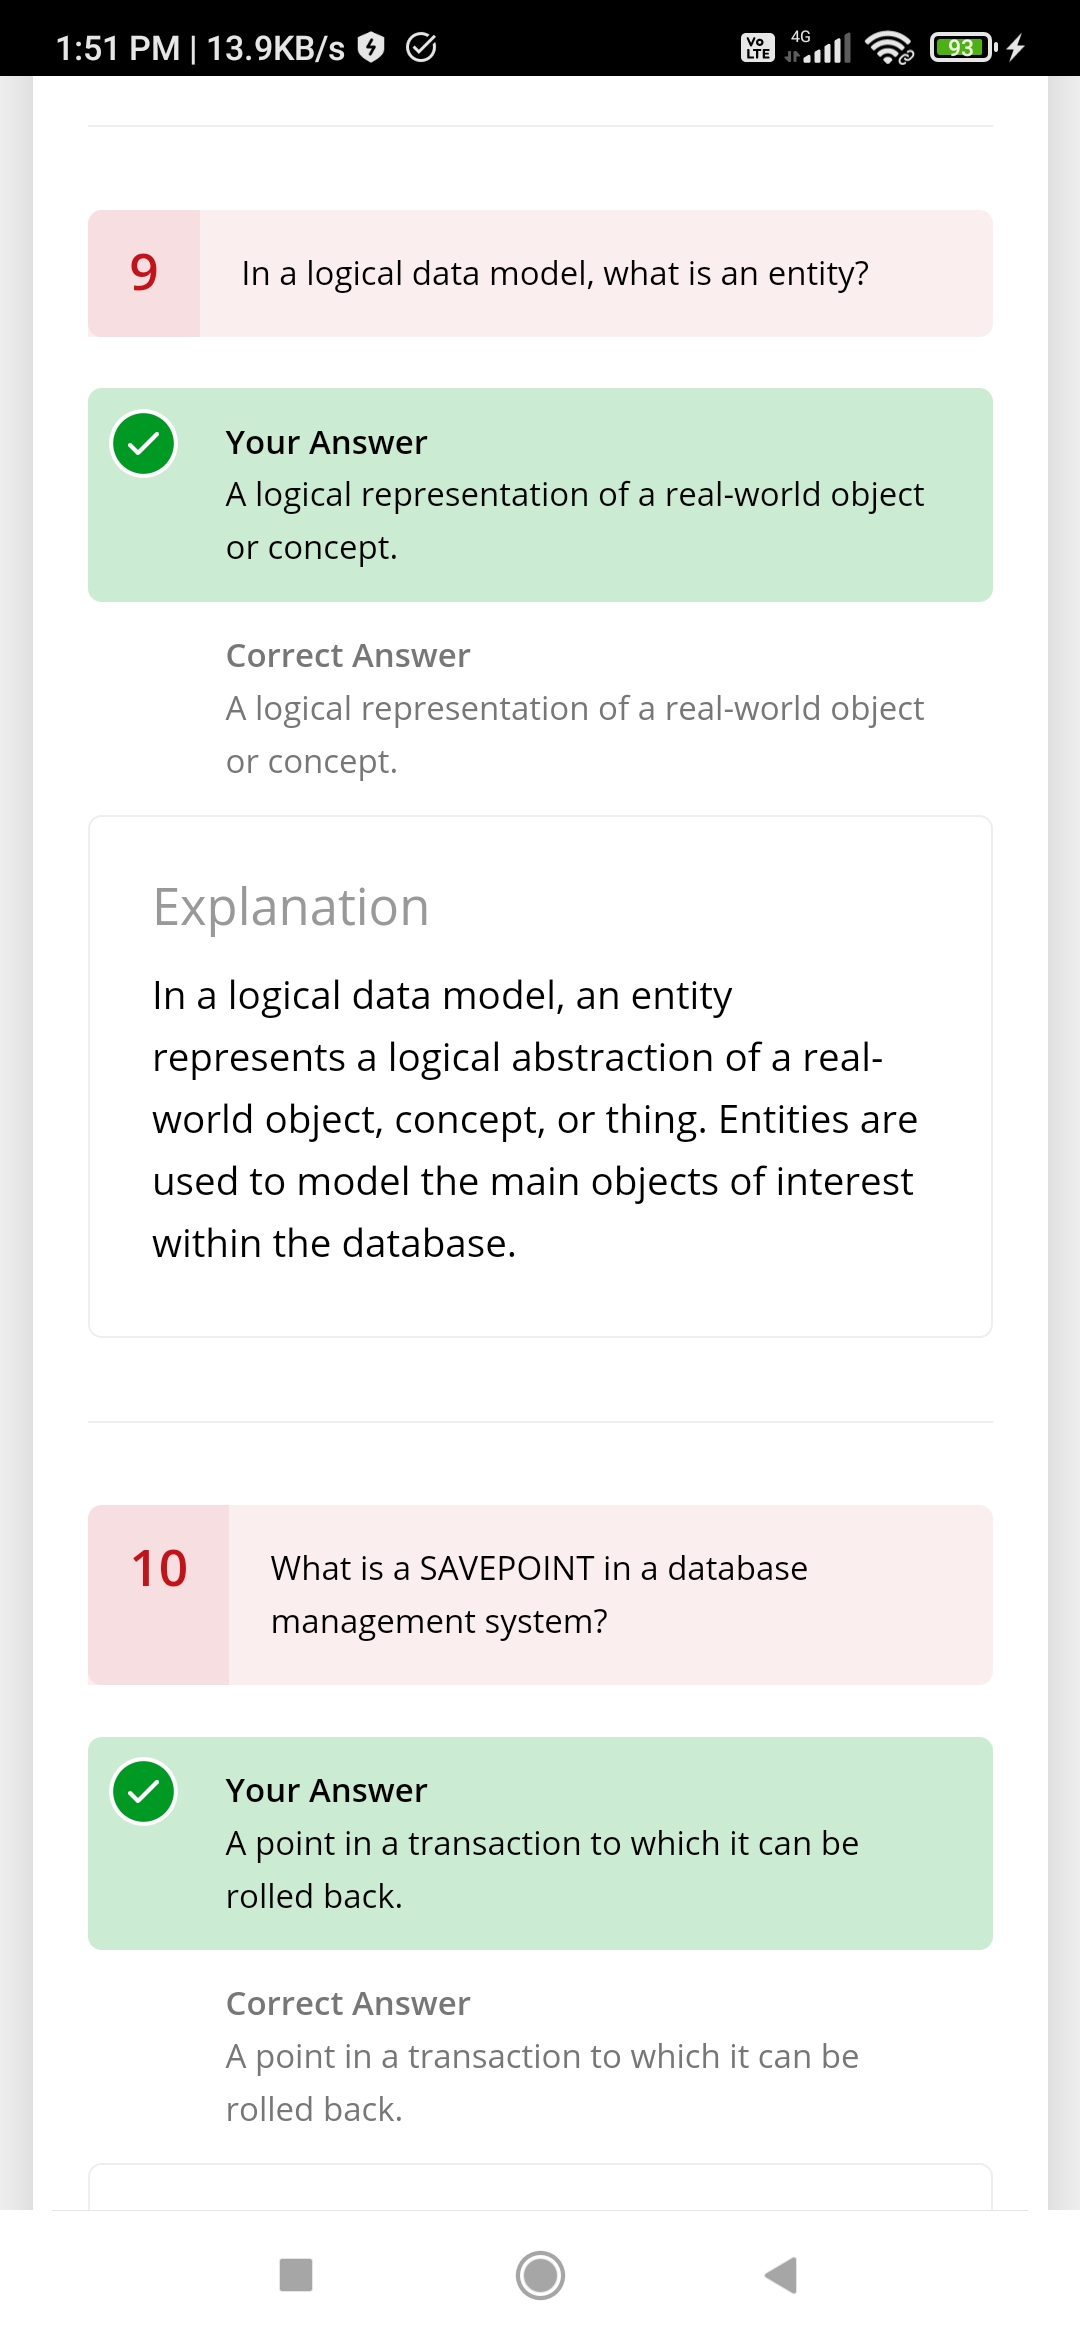 1:51 PM | 13.9KB/s Vo LTE 4G 93
9 In a logical data model, what is an entity?
Your Answer
A logical representation of a real-world object
or concept.
Correct Answer
A logical representation of a real-world object
or concept.
Explanation
In a logical data model, an entity
represents a logical abstraction of a real-
world object, concept, or thing. Entities are
used to model the main objects of interest
within the database.
10 What is a SAVEPOINT in a database
management system?
Your Answer
A point in a transaction to which it can be
rolled back.
Correct Answer
A point in a transaction to which it can be
rolled back.